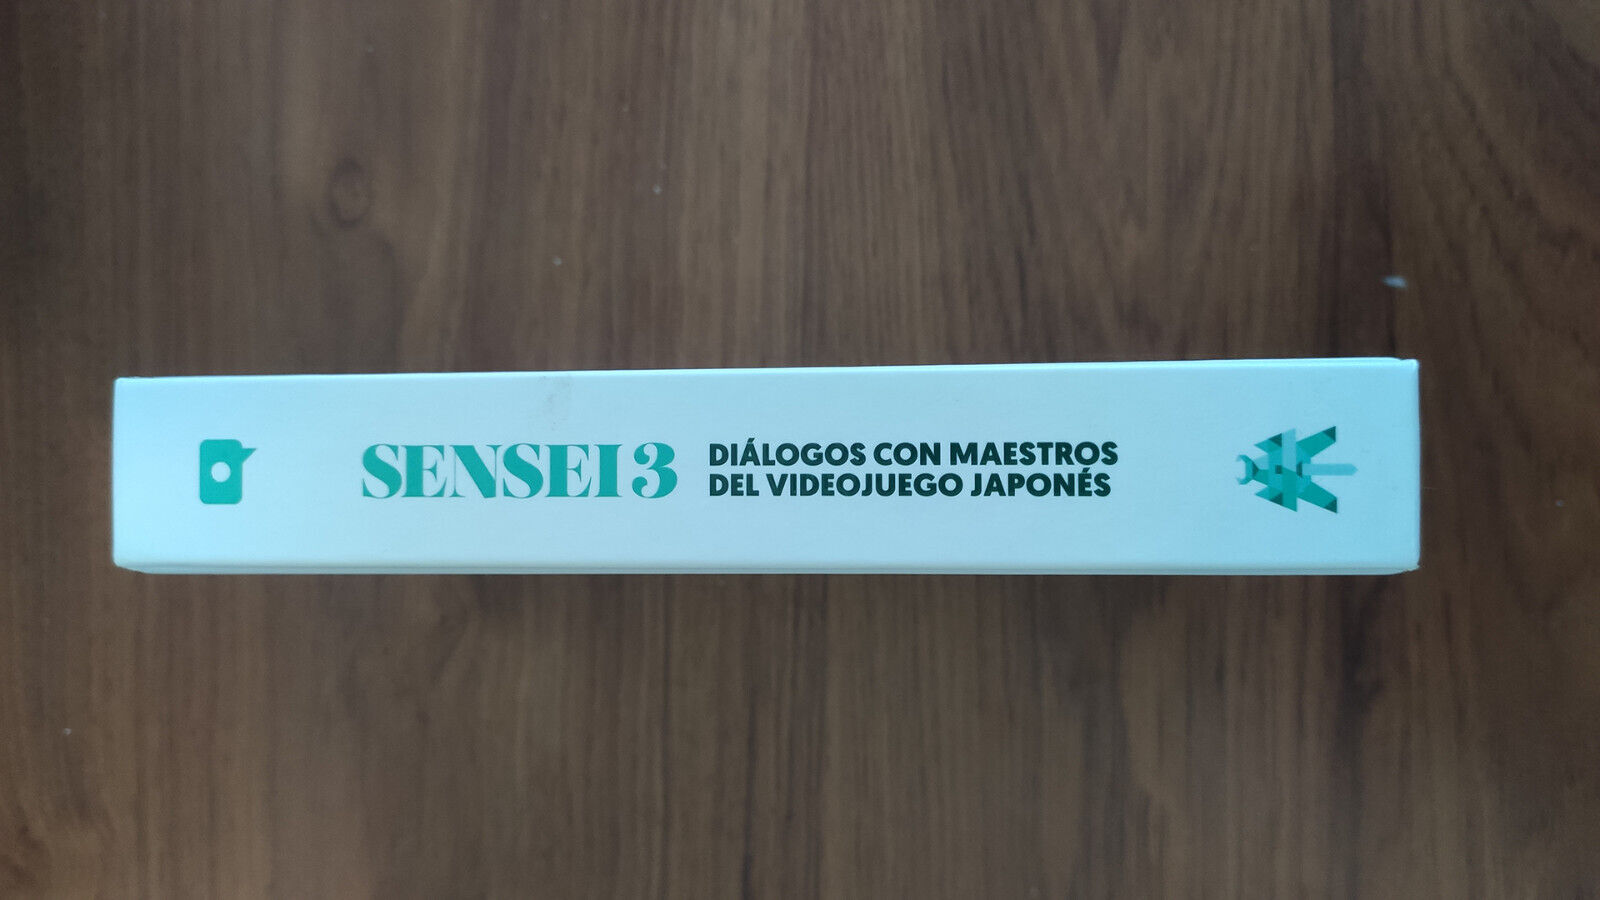 SENSEI 3
DIÁLOGOS CON MAESTROS
DEL VIDEOJUEGO JAPONÉS